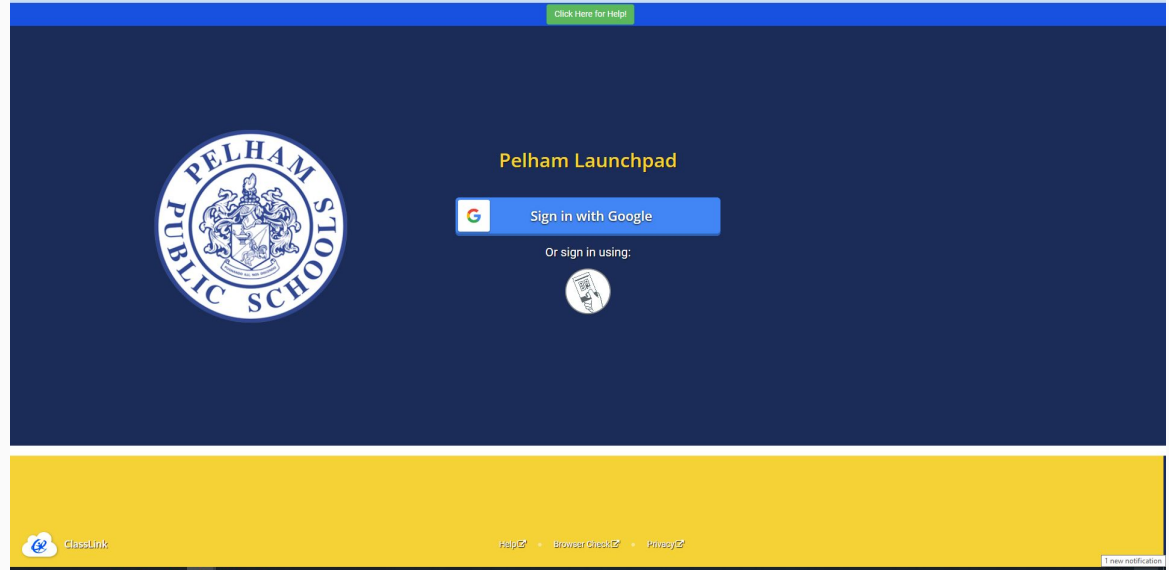 Click Here for Help!
PELHAM PUBLIC SCHOOLS
Pelham Launchpad
G Sign in with Google
Or sign in using:
ClassLink
Help • Browser Check • Privacy
1 new notification